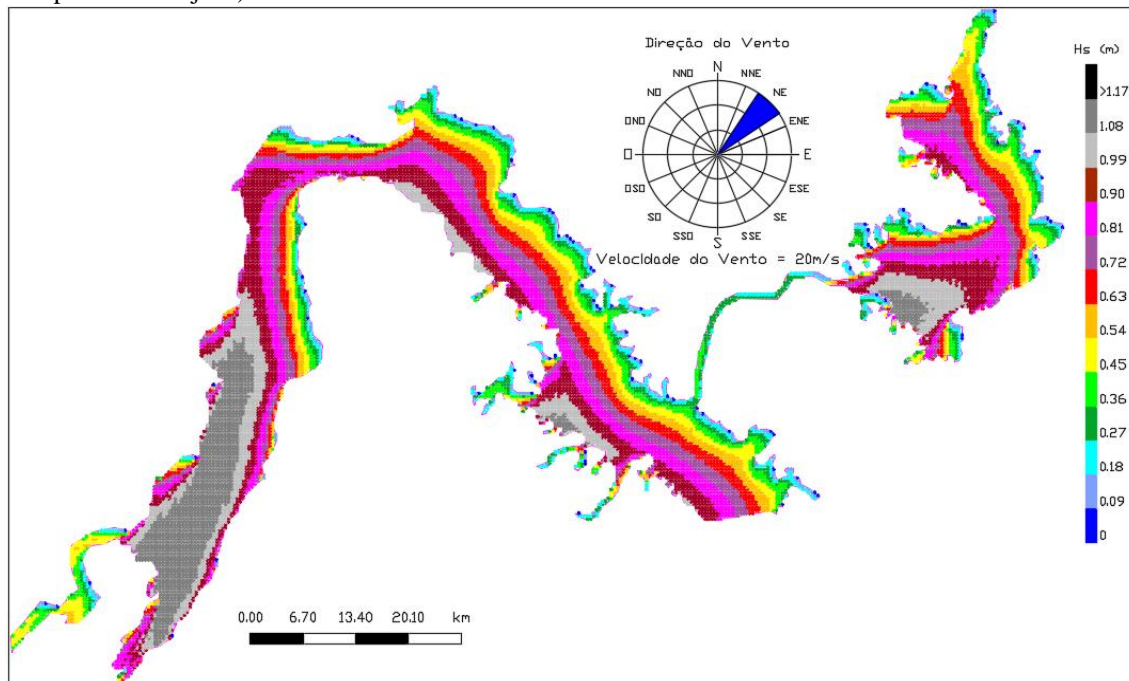 Direção do Vento
N
NNO
NNE
NO
NE
ONO
ENE
O
E
OSO
ESE
SO
SE
SSO
SSE
S
Velocidade do Vento = 20m/s
Hs (m)
>1.17
1.08
0.99
0.90
0.81
0.72
0.63
0.54
0.45
0.36
0.27
0.18
0.09
0
0.00 6.70 13.40 20.10 km